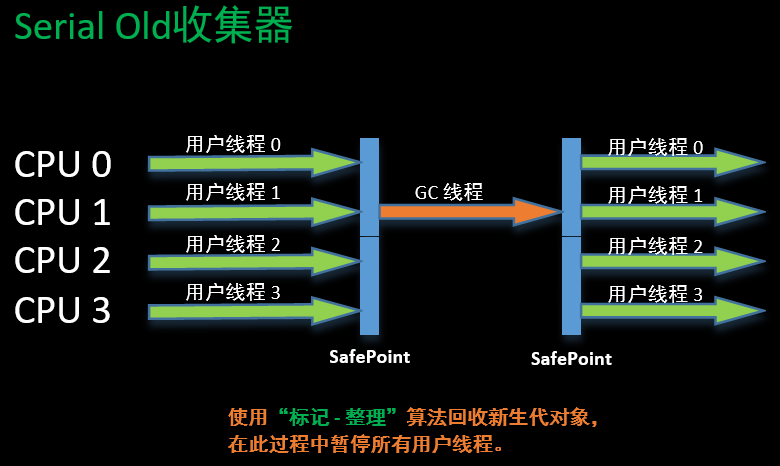 Serial Old收集器
用户线程 0
用户线程 0
CPU 0
用户线程 1
GC 线程
用户线程 1
CPU 1
用户线程 2
用户线程 2
CPU 2
用户线程 3
用户线程 3
CPU 3
SafePoint
SafePoint
使用“标记 - 整理”算法回收新生代对象，
在此过程中暂停所有用户线程。